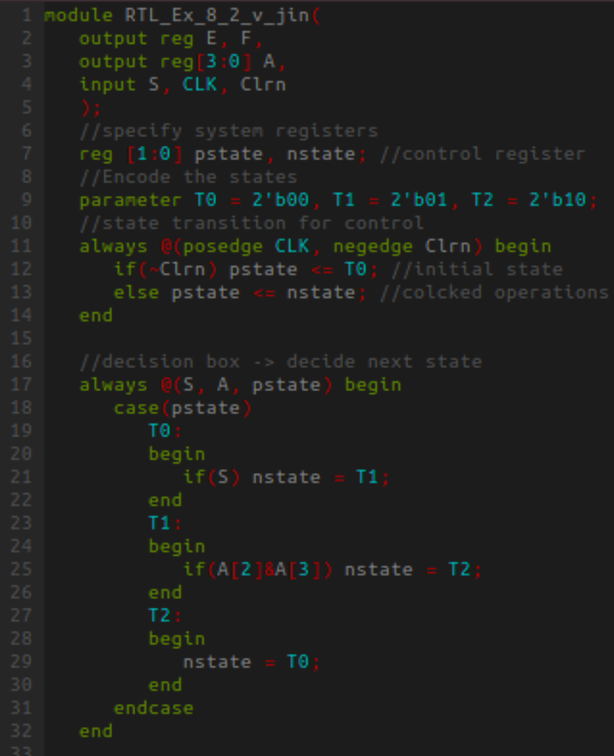 1 module RTL_Ex_8_2_v_jin(
2 output reg E, F,
3 output reg[3:0] A,
4 input S, CLK, Clrn
5 );
6 //specify system registers
7 reg [1:0] pstate, nstate; //control register
8 //Encode the states
9 parameter T0 = 2'b00, T1 = 2'b01, T2 = 2'b10;
10 //state transition for control
11 always @(posedge CLK, negedge Clrn) begin
12 if(~Clrn) pstate <= T0; //initial state
13 else pstate <= nstate; //colcked operations
14 end
15
16 //decision box -> decide next state
17 always @(S, A, pstate) begin
18 case(pstate)
19 T0:
20 begin
21 if(S) nstate = T1;
22 end
23 T1:
24 begin
25 if(A[2]&A[3]) nstate = T2;
26 end
27 T2:
28 begin
29 nstate = T0;
30 end
31 endcase
32 end
33